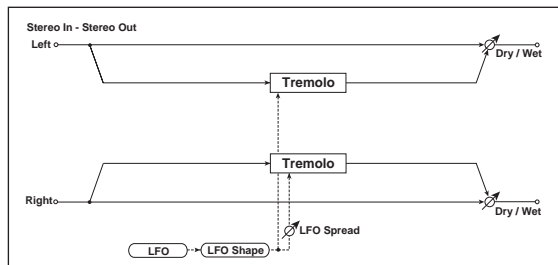 Stereo In - Stereo Out
Left
Dry / Wet
Tremolo
Tremolo
Right
LFO Spread
Dry / Wet
LFO
LFO Shape